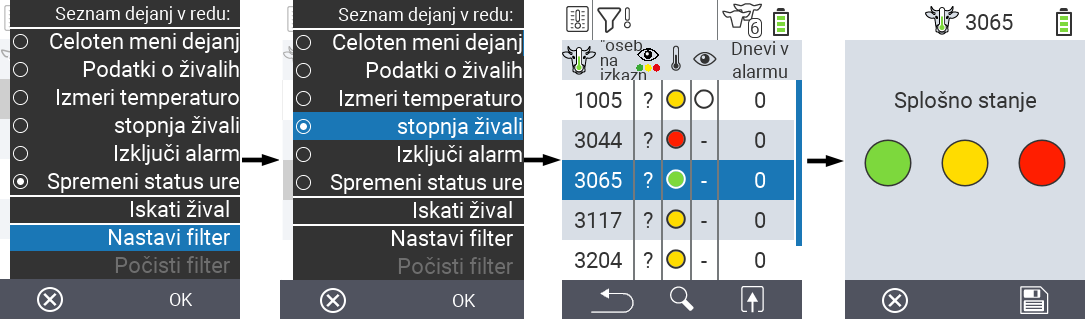 Seznam dejanj v redu:
Celoten meni dejanj
Podatki o živalih
Izmeri temperaturo
stopnja živali
Izključi alarm
Spremeni status ure
Iskati žival
Nastavi filter
Počisti filter
OK
Seznam dejanj v redu:
Celoten meni dejanj
Podatki o živalih
Izmeri temperaturo
stopnja živali
Izključi alarm
Spremeni status ure
Iskati žival
Nastavi filter
Počisti filter
OK
6
"oseb
na
izkazn
Dnevi v
alarmu
1005 ? 0
3044 ? - 0
3065 ? - 0
3117 ? - 0
3204 ? - 0
3065
Splošno stanje